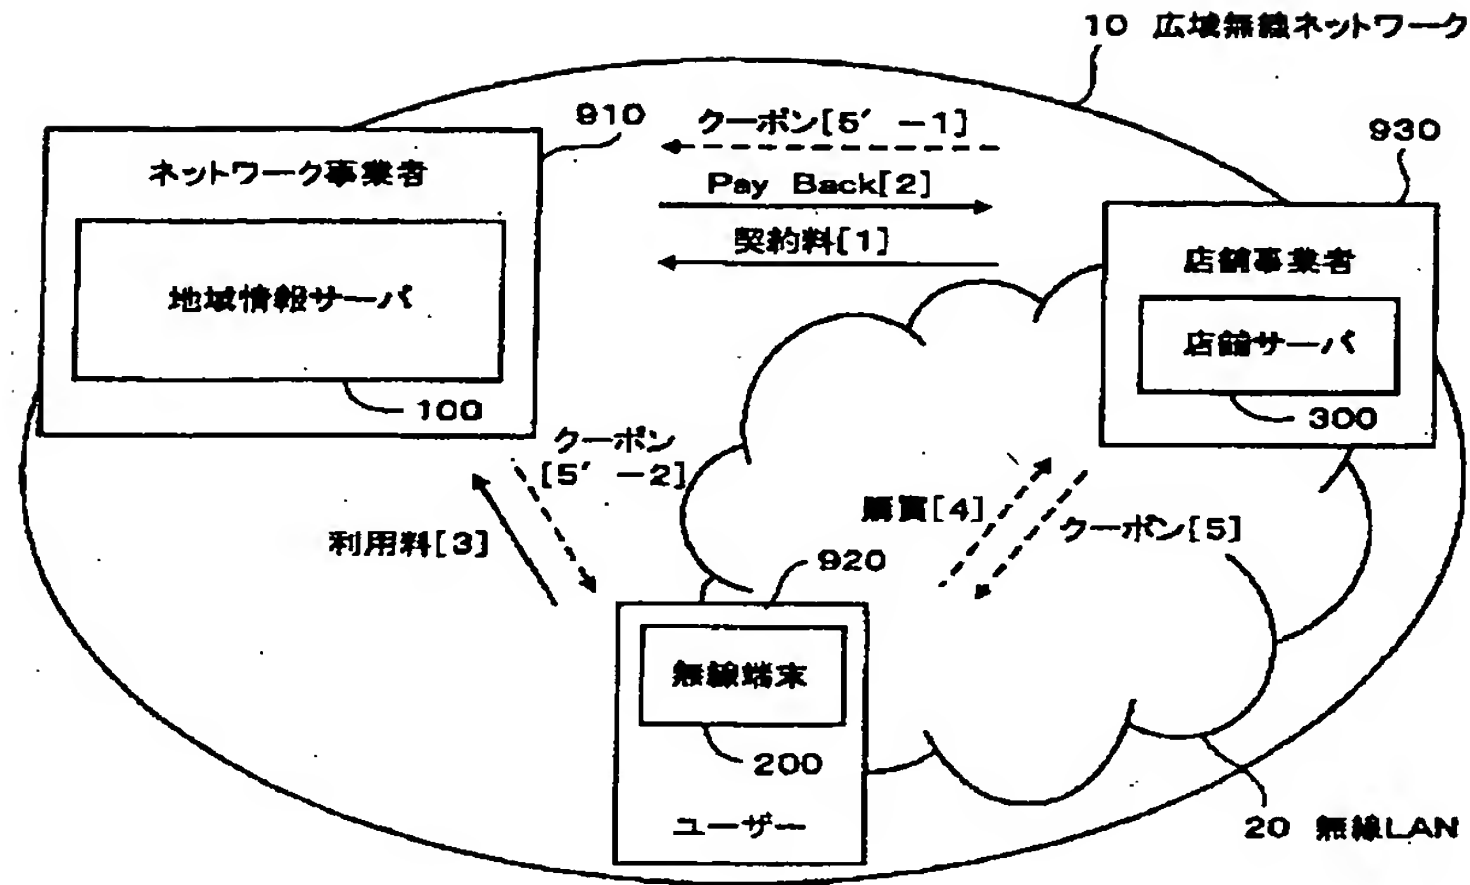 10 広域無線ネットワーク
910
クーポン[5′-1]
930
ネットワーク事業者
Pay Back[2]
契約料[1]
店舗事業者
地域情報サーバ
店舗サーバ
100
300
クーポン
[5′-2]
購買[4]
クーポン[5]
利用料[3]
920
無線端末
200
ユーザー
20 無線LAN